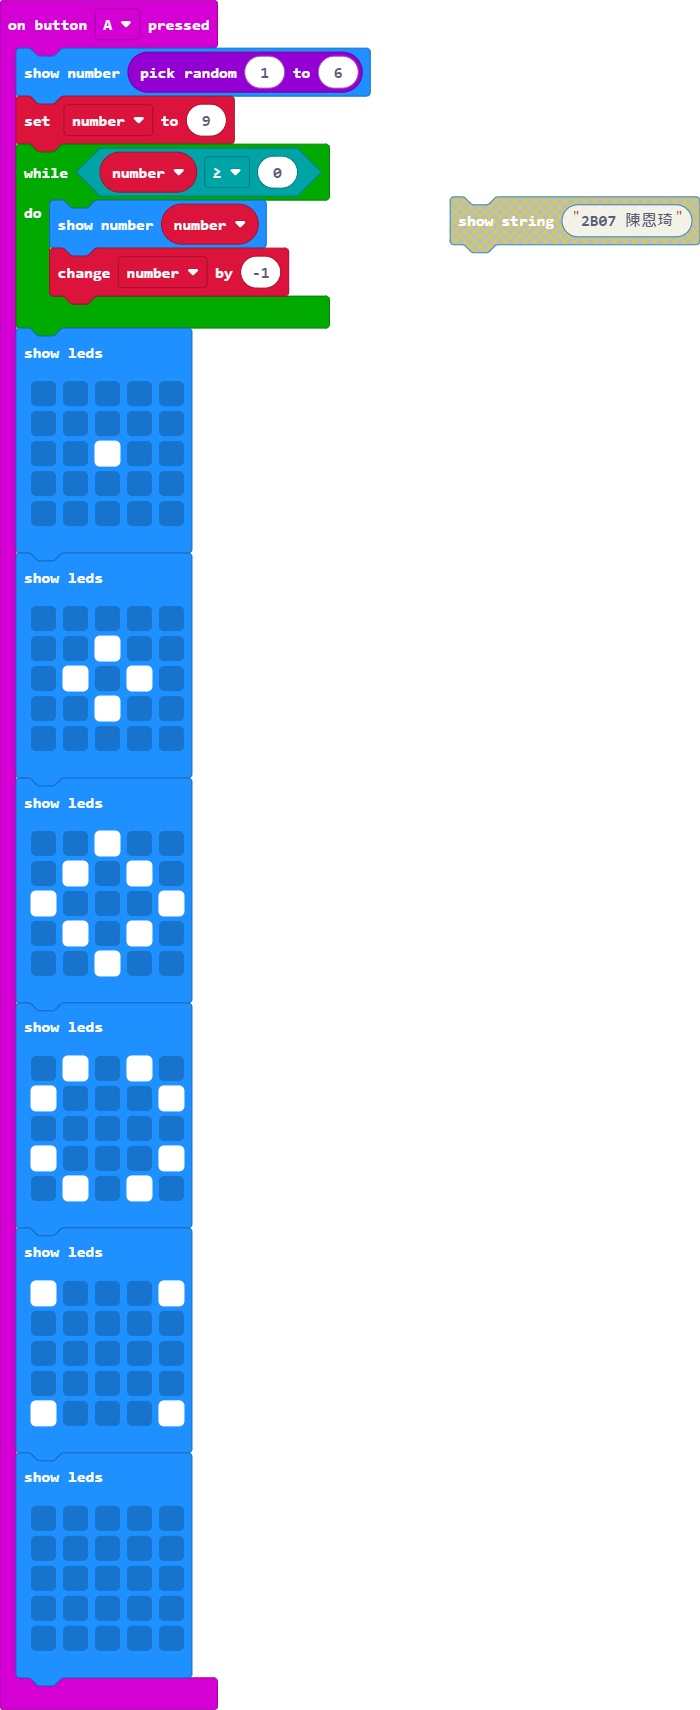 on button A pressed
show number pick random 1 to 6
set number to 9
while number ≥ 0
do
show number number
change number by -1
show string "2B07 陳恩琦"
show leds
show leds
show leds
show leds
show leds
show leds